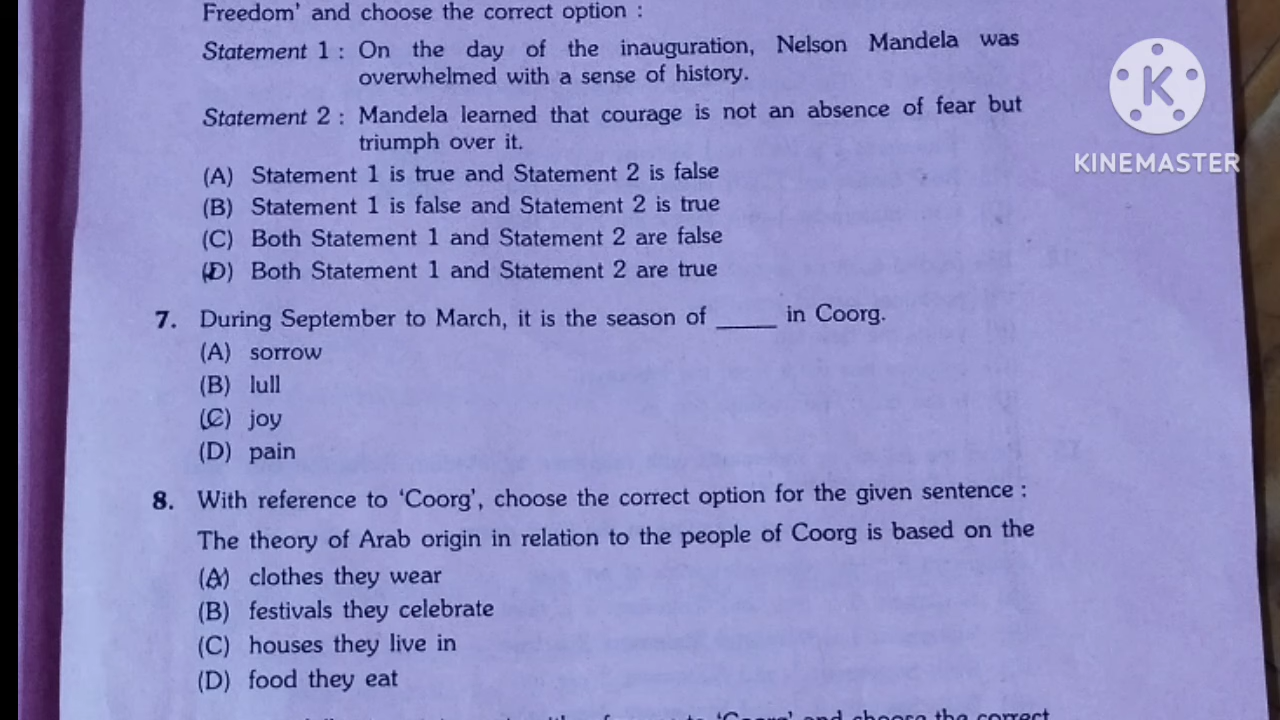 Freedom' and choose the correct option :
Statement 1 : On the day of the inauguration, Nelson Mandela was
overwhelmed with a sense of history.
Statement 2 : Mandela learned that courage is not an absence of fear but
triumph over it.
(A) Statement 1 is true and Statement 2 is false
(B) Statement 1 is false and Statement 2 is true
(C) Both Statement 1 and Statement 2 are false
(D) Both Statement 1 and Statement 2 are true
7. During September to March, it is the season of _____ in Coorg.
(A) sorrow
(B) lull
(C) joy
(D) pain
8. With reference to 'Coorg', choose the correct option for the given sentence :
The theory of Arab origin in relation to the people of Coorg is based on the
(A) clothes they wear
(B) festivals they celebrate
(C) houses they live in
(D) food they eat
'Coorg' and choose the correct
K
KINEMASTER